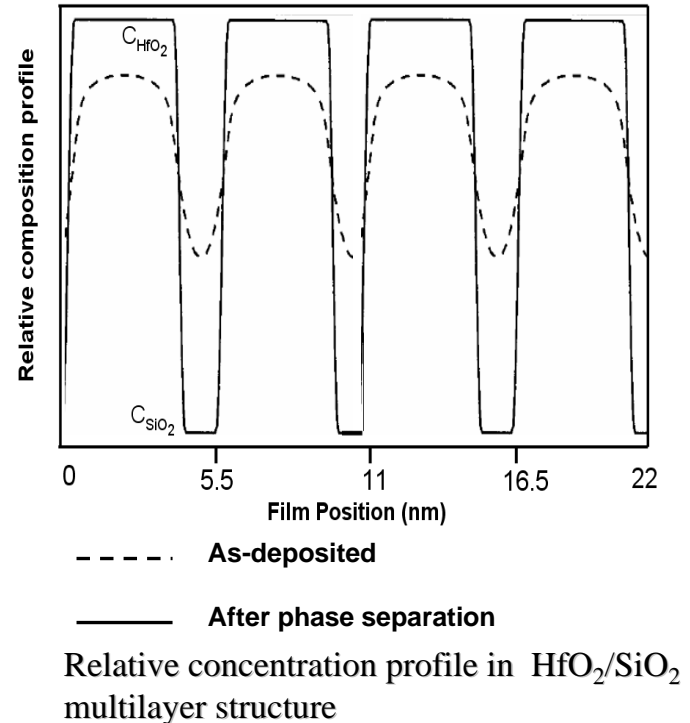 Relative composition profile
C_HfO₂
C_SiO₂
0 5.5 11 16.5 22
Film Position (nm)
As-deposited
After phase separation
Relative concentration profile in HfO₂/SiO₂
multilayer structure